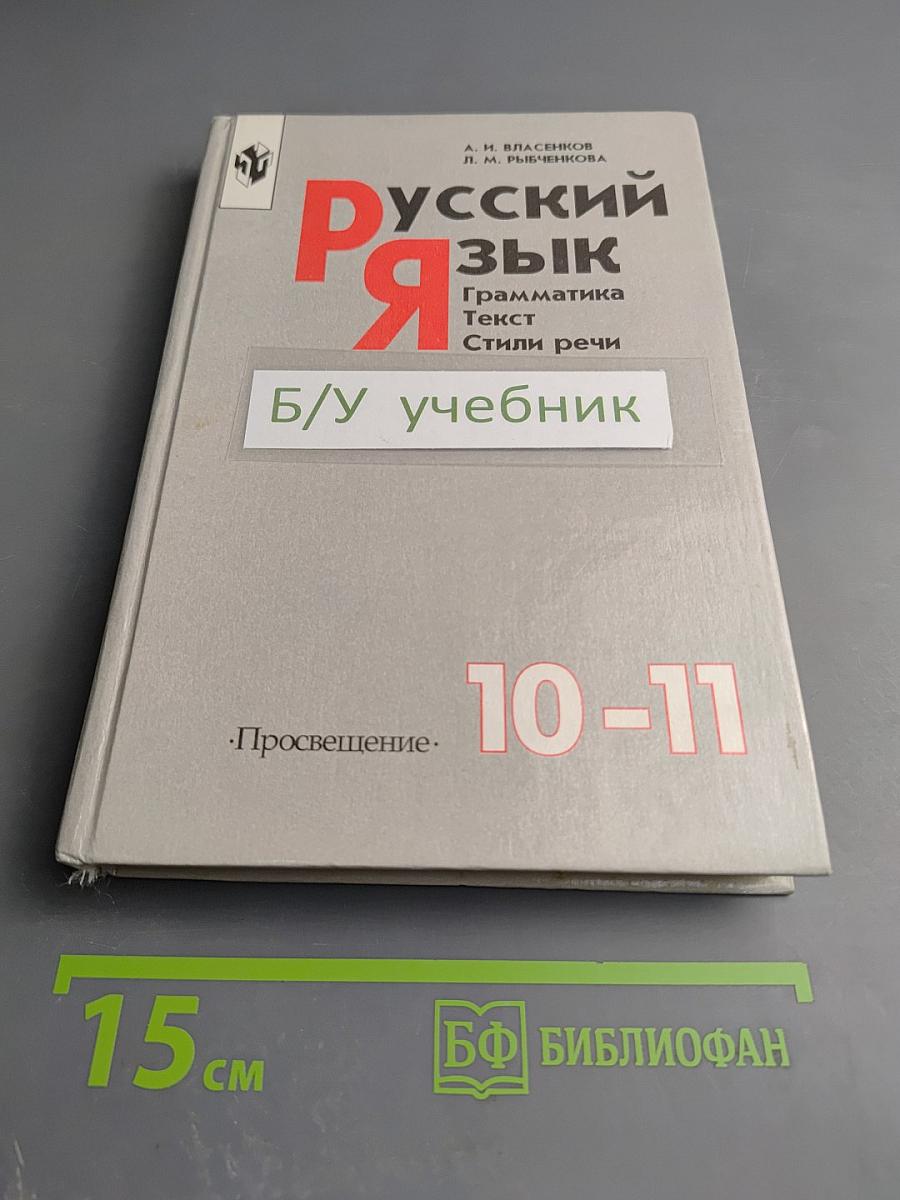 А. И. ВЛАСЕНКОВ
Л. М. РЫБЧЕНКОВА
Русский
Язык
Грамматика
Текст
Стили речи
Б/У учебник
10-11
·Просвещение·
15 см
БФ БИБЛИОФАН